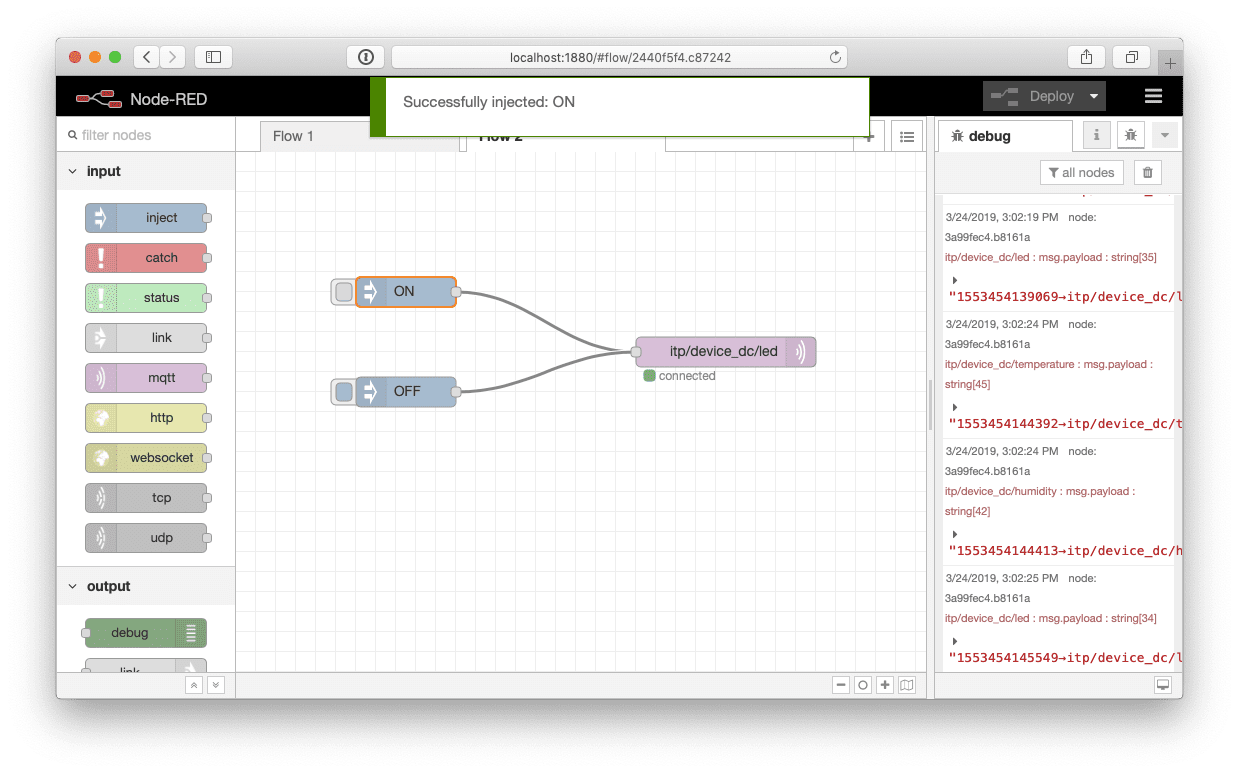 localhost:1880/#flow/2440f5f4.c87242
Node-RED
Successfully injected: ON
Deploy
filter nodes
Flow 1
Flow 2
debug
all nodes
input
inject
catch
status
link
mqtt
http
websocket
tcp
udp
output
debug
link
ON
OFF
itp/device_dc/led
connected
3/24/2019, 3:02:19 PM node:
3a99fec4.b8161a
itp/device_dc/led : msg.payload : string[35]
"1553454139069→itp/device_dc/l
3/24/2019, 3:02:24 PM node:
3a99fec4.b8161a
itp/device_dc/temperature : msg.payload :
string[45]
"1553454144392→itp/device_dc/t
3/24/2019, 3:02:24 PM node:
3a99fec4.b8161a
itp/device_dc/humidity : msg.payload :
string[42]
"1553454144413→itp/device_dc/h
3/24/2019, 3:02:25 PM node:
3a99fec4.b8161a
itp/device_dc/led : msg.payload : string[34]
"1553454145549→itp/device_dc/l